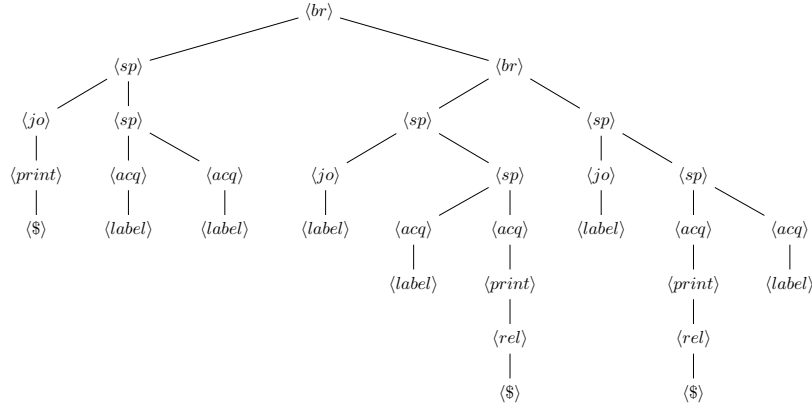 ⟨br⟩
⟨sp⟩ ⟨br⟩
⟨jo⟩ ⟨sp⟩ ⟨sp⟩ ⟨sp⟩
⟨print⟩ ⟨acq⟩ ⟨acq⟩ ⟨jo⟩ ⟨sp⟩ ⟨jo⟩ ⟨sp⟩
⟨$⟩ ⟨label⟩ ⟨label⟩ ⟨label⟩ ⟨acq⟩ ⟨acq⟩ ⟨label⟩ ⟨acq⟩ ⟨acq⟩
⟨label⟩ ⟨print⟩ ⟨print⟩ ⟨label⟩
⟨rel⟩ ⟨rel⟩
⟨$⟩ ⟨$⟩